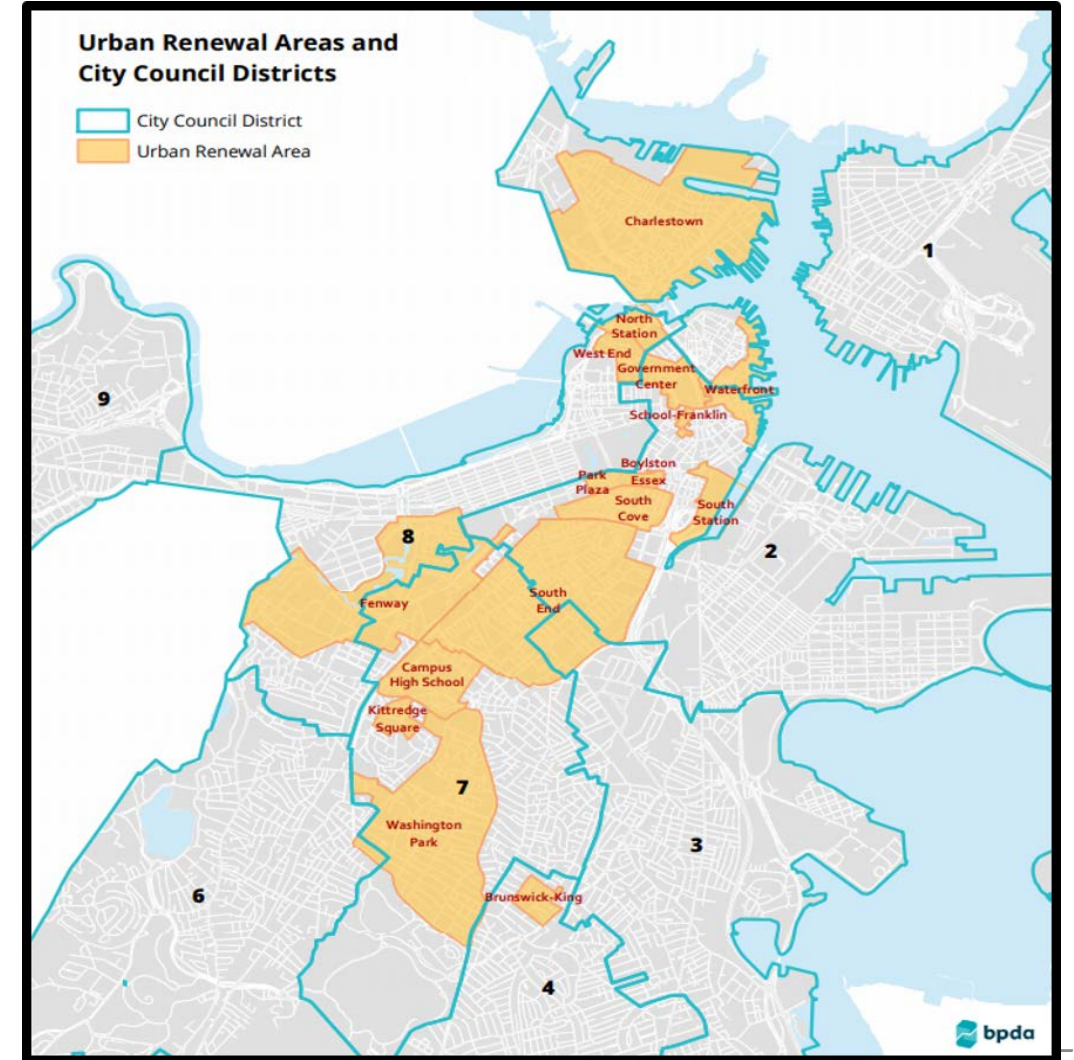 Urban Renewal Areas and
City Council Districts
City Council District
Urban Renewal Area
Charlestown
1
North
Station
West End
Government
Center
Waterfront
9
School-Franklin
Boylston
Essex
Park
Plaza
South
Cove
South
Station
8
2
Fenway
South
End
Campus
High School
Kittredge
Square
7
Washington
Park
3
6
Brunswick-King
4
bpda